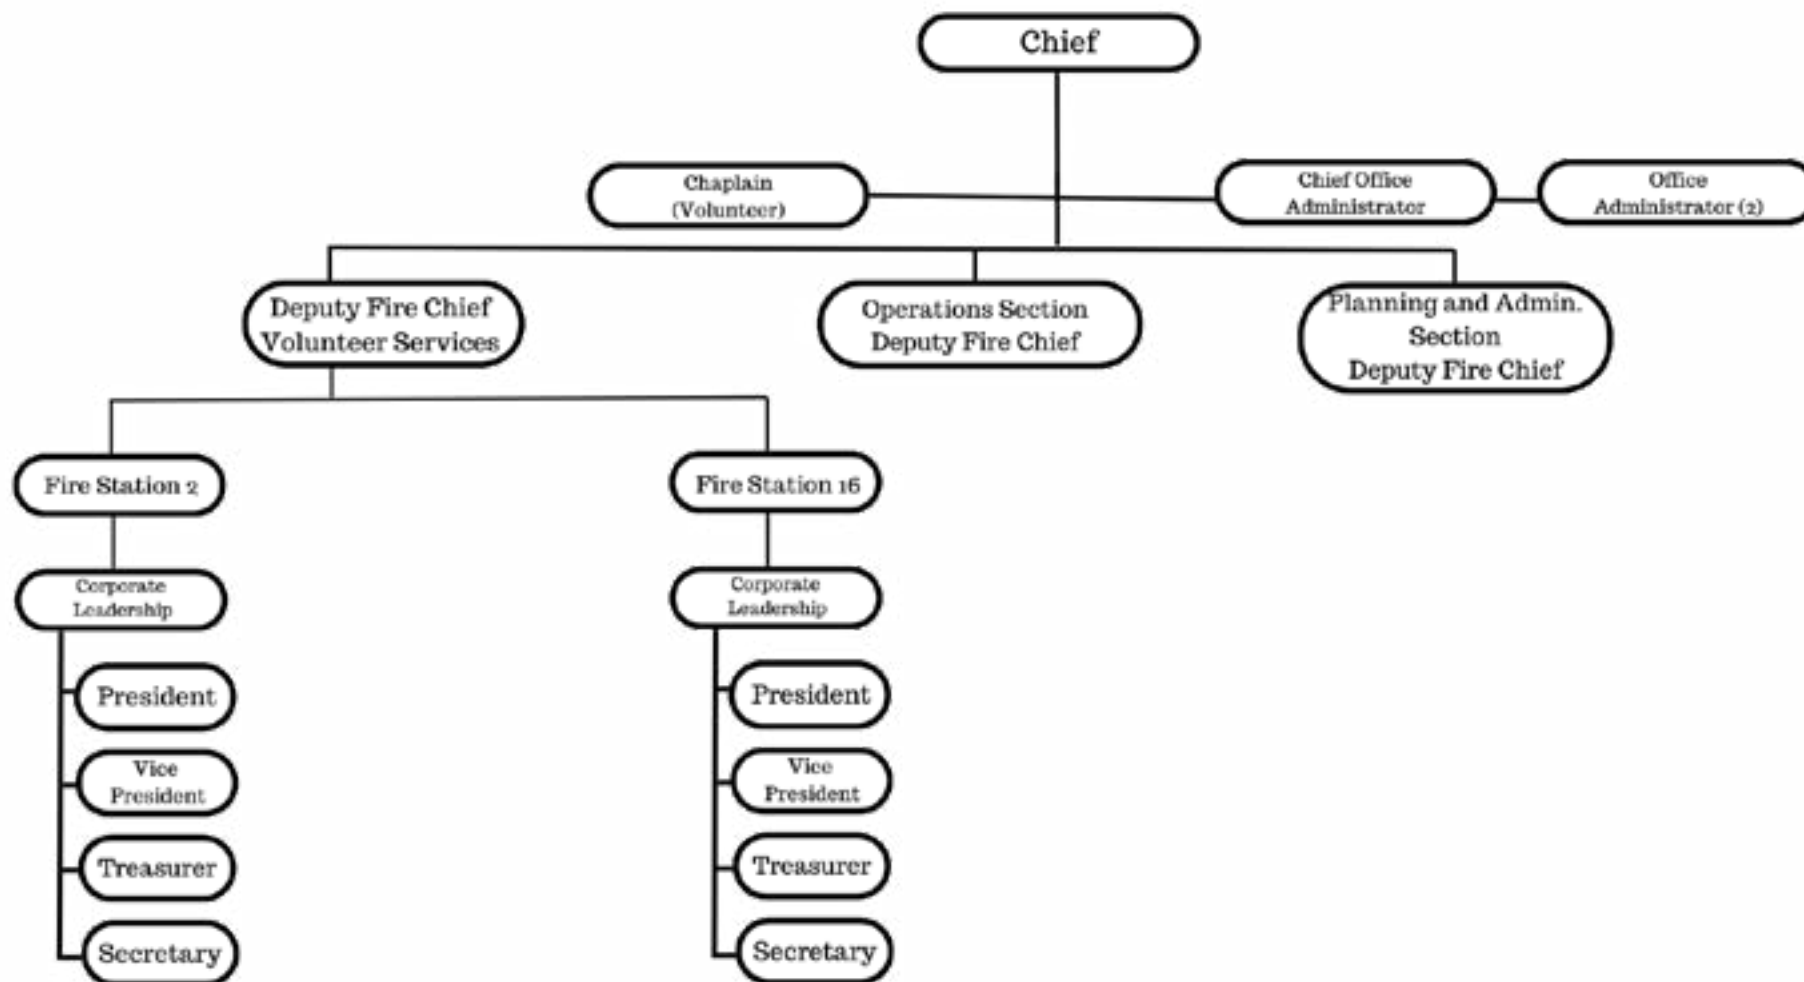 Chief
Chaplain
(Volunteer)
Chief Office
Administrator
Office
Administrator (2)
Deputy Fire Chief
Volunteer Services
Operations Section
Deputy Fire Chief
Planning and Admin.
Section
Deputy Fire Chief
Fire Station 2
Fire Station 16
Corporate
Leadership
Corporate
Leadership
President
President
Vice
President
Vice
President
Treasurer
Treasurer
Secretary
Secretary